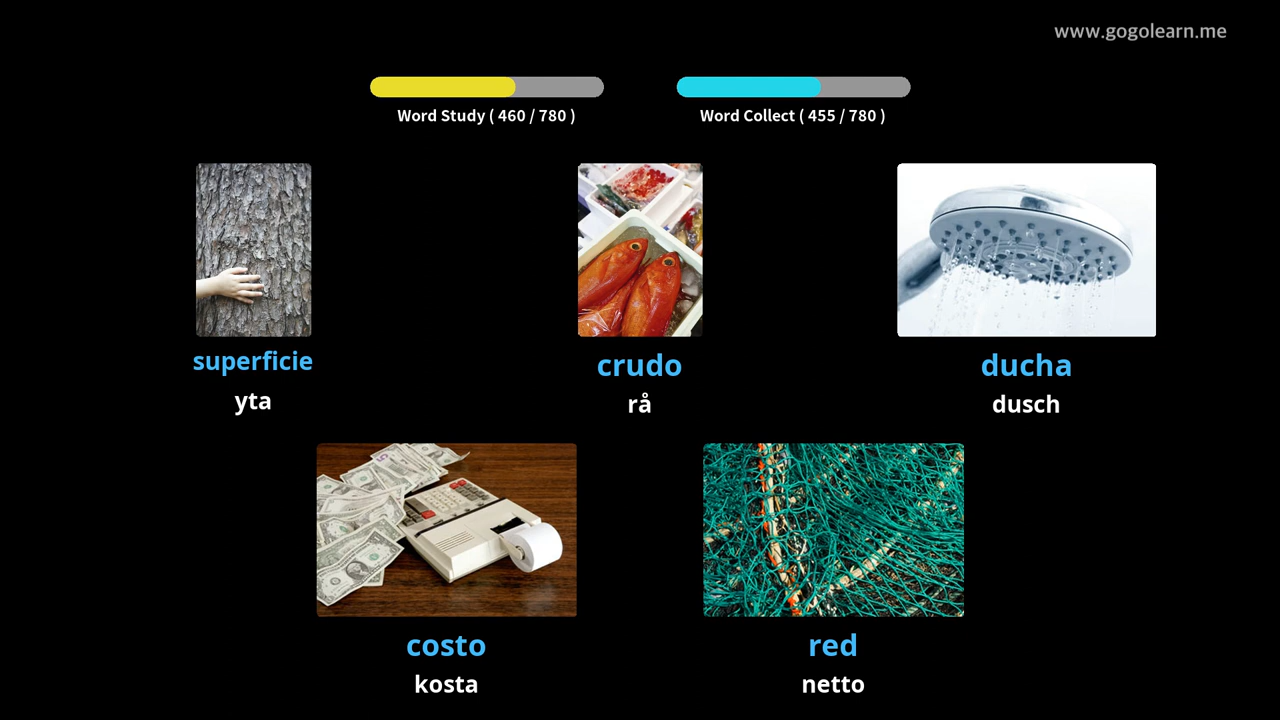 www.gogolearn.me
Word Study ( 460 / 780 )
Word Collect ( 455 / 780 )
superficie
yta
crudo
rå
ducha
dusch
costo
kosta
red
netto